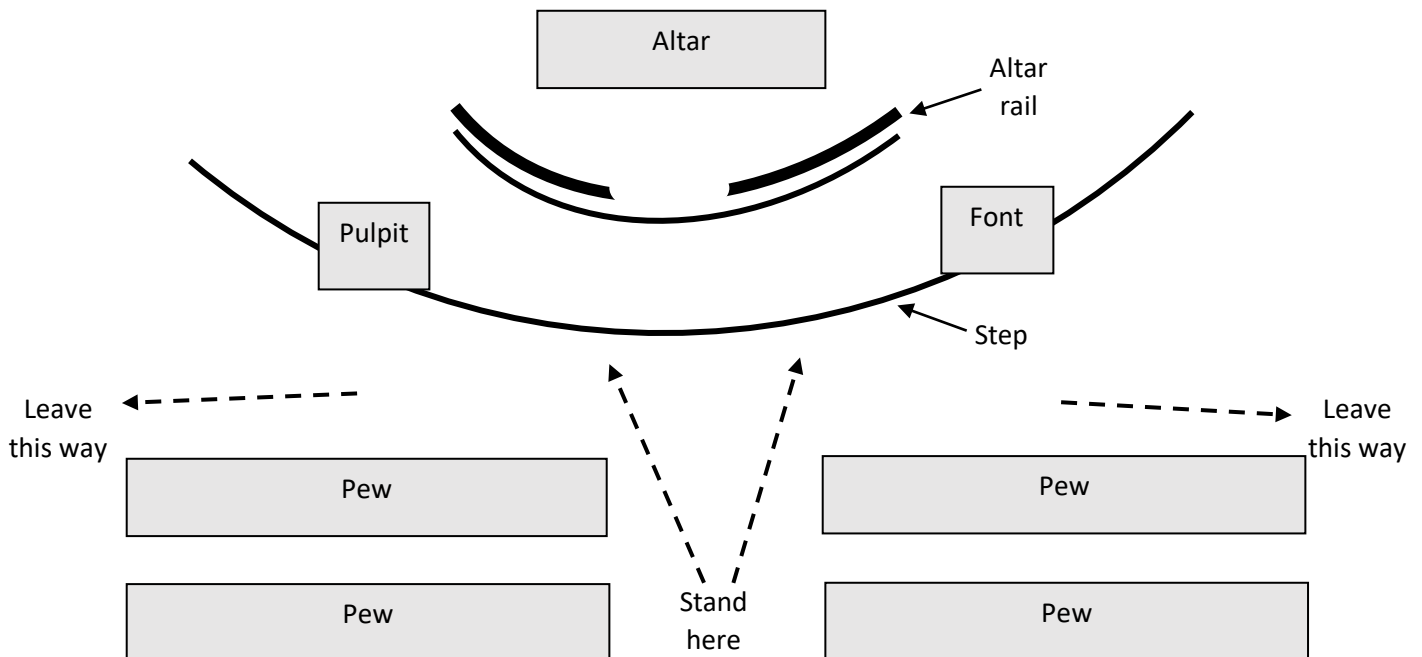 Altar
Altar
rail
Pulpit
Font
Step
Leave
this way
Leave
this way
Pew
Pew
Pew
Stand
here
Pew